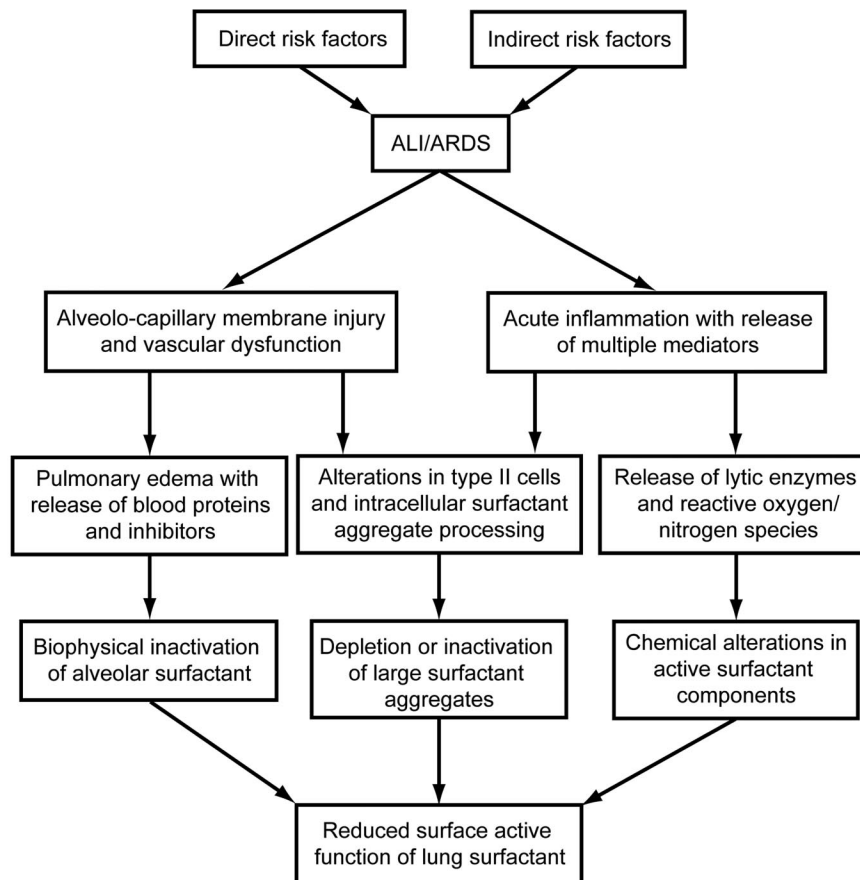 Direct risk factors
Indirect risk factors
ALI/ARDS
Alveolo-capillary membrane injury
and vascular dysfunction
Acute inflammation with release
of multiple mediators
Pulmonary edema with
release of blood proteins
and inhibitors
Alterations in type II cells
and intracellular surfactant
aggregate processing
Release of lytic enzymes
and reactive oxygen/
nitrogen species
Biophysical inactivation
of alveolar surfactant
Depletion or inactivation
of large surfactant
aggregates
Chemical alterations in
active surfactant
components
Reduced surface active
function of lung surfactant